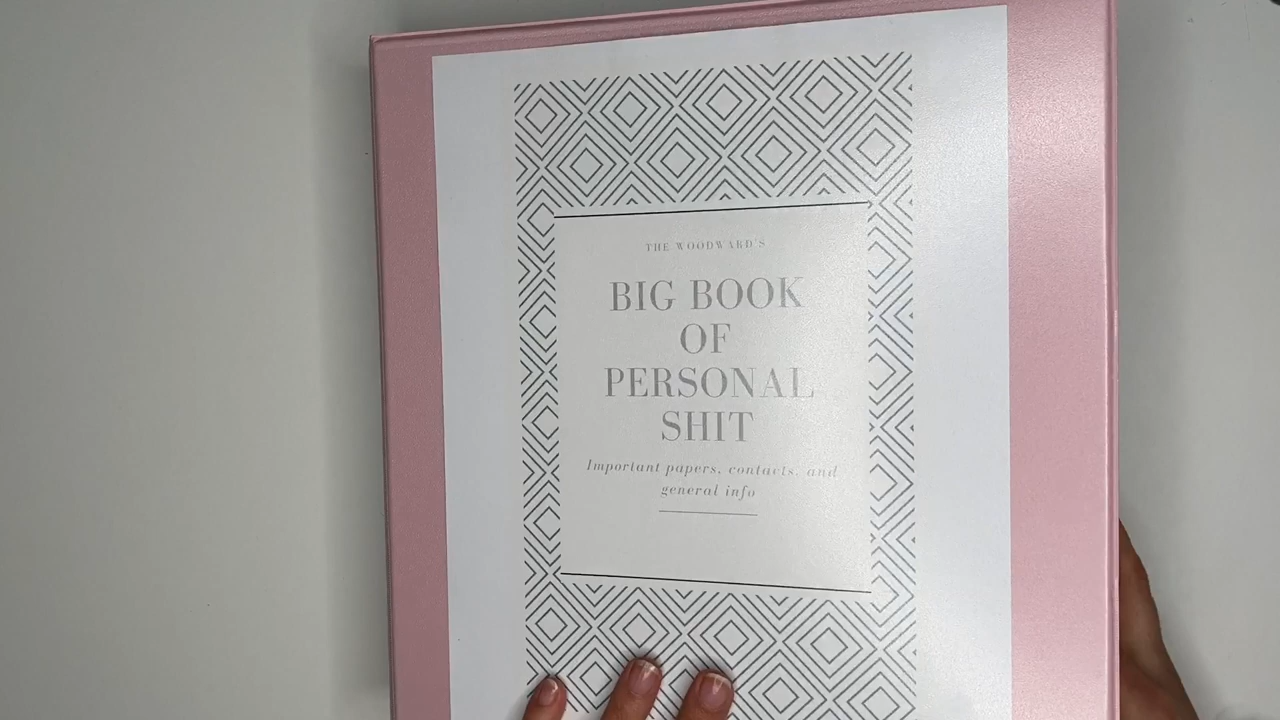 THE WOODWARD'S
BIG BOOK
OF
PERSONAL
SHIT
Important papers, contacts, and
general info